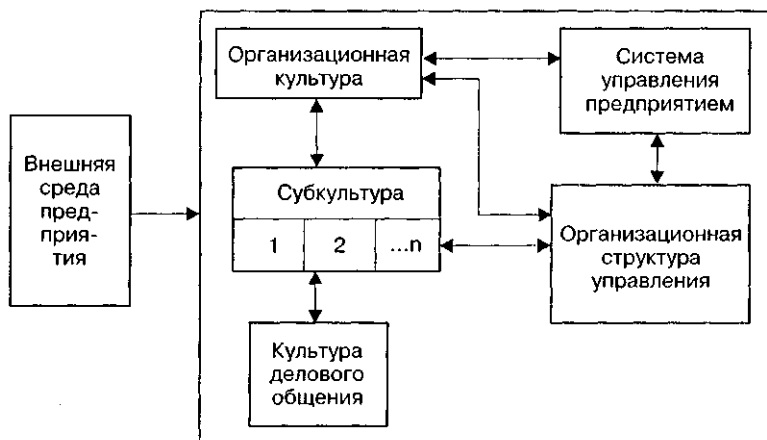 Внешняя
среда
пред-
прия-
тия
Организационная
культура
Система
управления
предприятием
Субкультура
1 2 ...n
Организационная
структура
управления
Культура
делового
общения